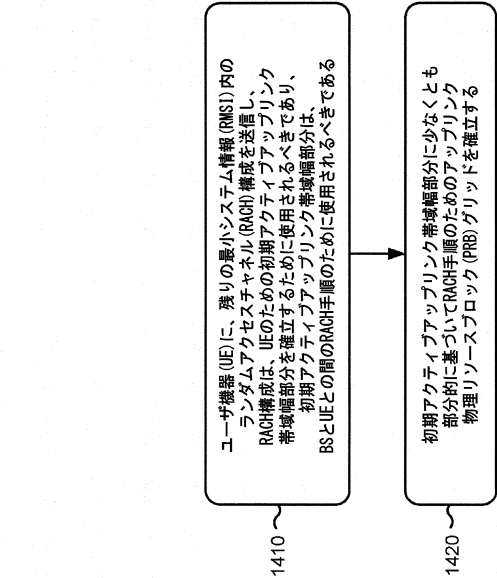 1410
ユーザ機器(UE)に、残りの最小システム情報(RMSI)内の
ランダムアクセスチャネル(RACH)構成を送信し、
RACH構成は、UEのための初期アクティブアップリンク
帯域幅部分を確立するために使用されるべきであり、
初期アクティブアップリンク帯域幅部分は、
BSとUEとの間のRACH手順のために使用されるべきである
1420
初期アクティブアップリンク帯域幅部分に少なくとも
部分的に基づいてRACH手順のためのアップリンク
物理リソースブロック(PRB)グリッドを確立する